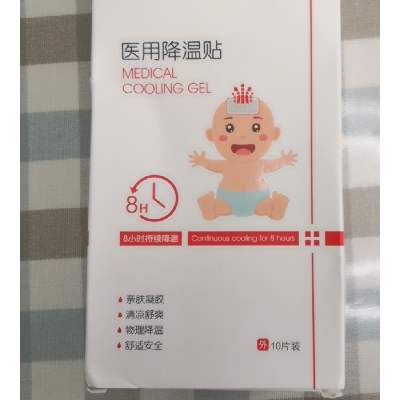 医用降温贴
MEDICAL
COOLING GEL
8H
8小时持续降温
Continuous cooling for 8 hours
亲肤凝胶
清凉舒爽
物理降温
舒适安全
外 10片装